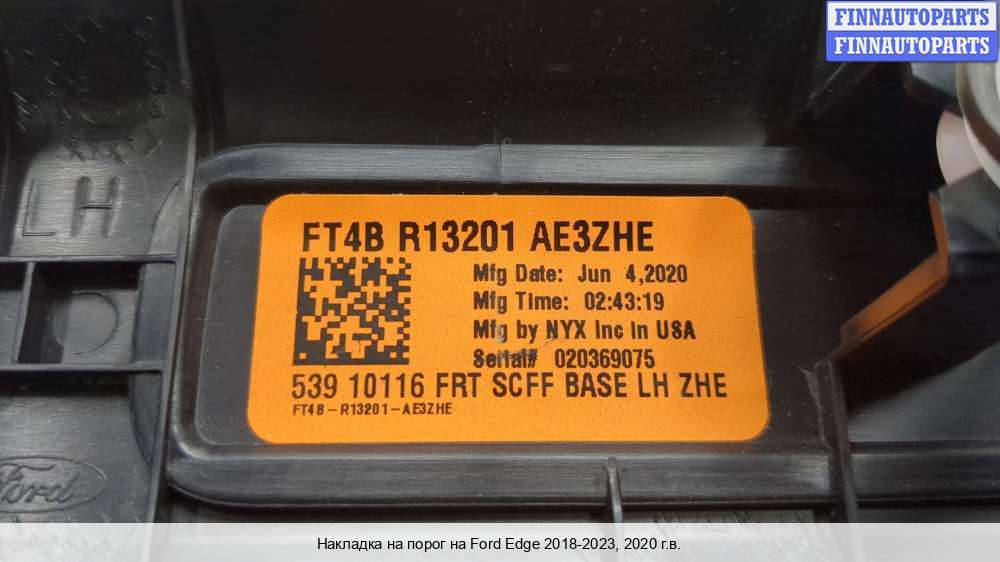 FINNAUTOPARTS
FINNAUTOPARTS
LH
FT4B R13201 AE3ZHE
Mfg Date: Jun 4,2020
Mfg Time: 02:43:19
Mfg by NYX Inc in USA
Serial# 020369075
539 10116 FRT SCFF BASE LH ZHE
FT4B-R13201-AE3ZHE
Ford
Накладка на порог на Ford Edge 2018-2023, 2020 г.в.